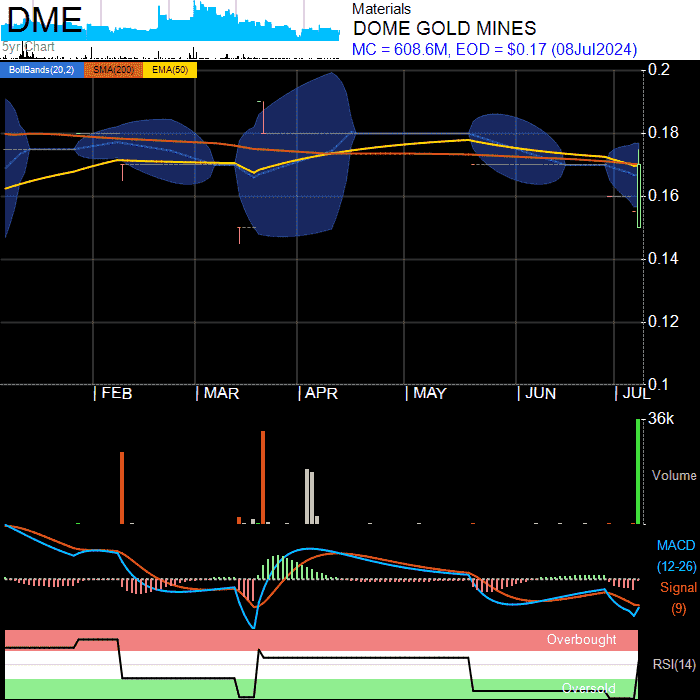 DME
5yr Chart
Materials
DOME GOLD MINES
MC = 608.6M, EOD = $0.17 (08Jul2024)
BollBands(20,2) SMA(200) EMA(50)
0.2
0.18
0.16
0.14
0.12
0.1
FEB MAR APR MAY JUN JUL
36k
Volume
MACD
(12-26)
Signal
(9)
Overbought
RSI(14)
Oversold